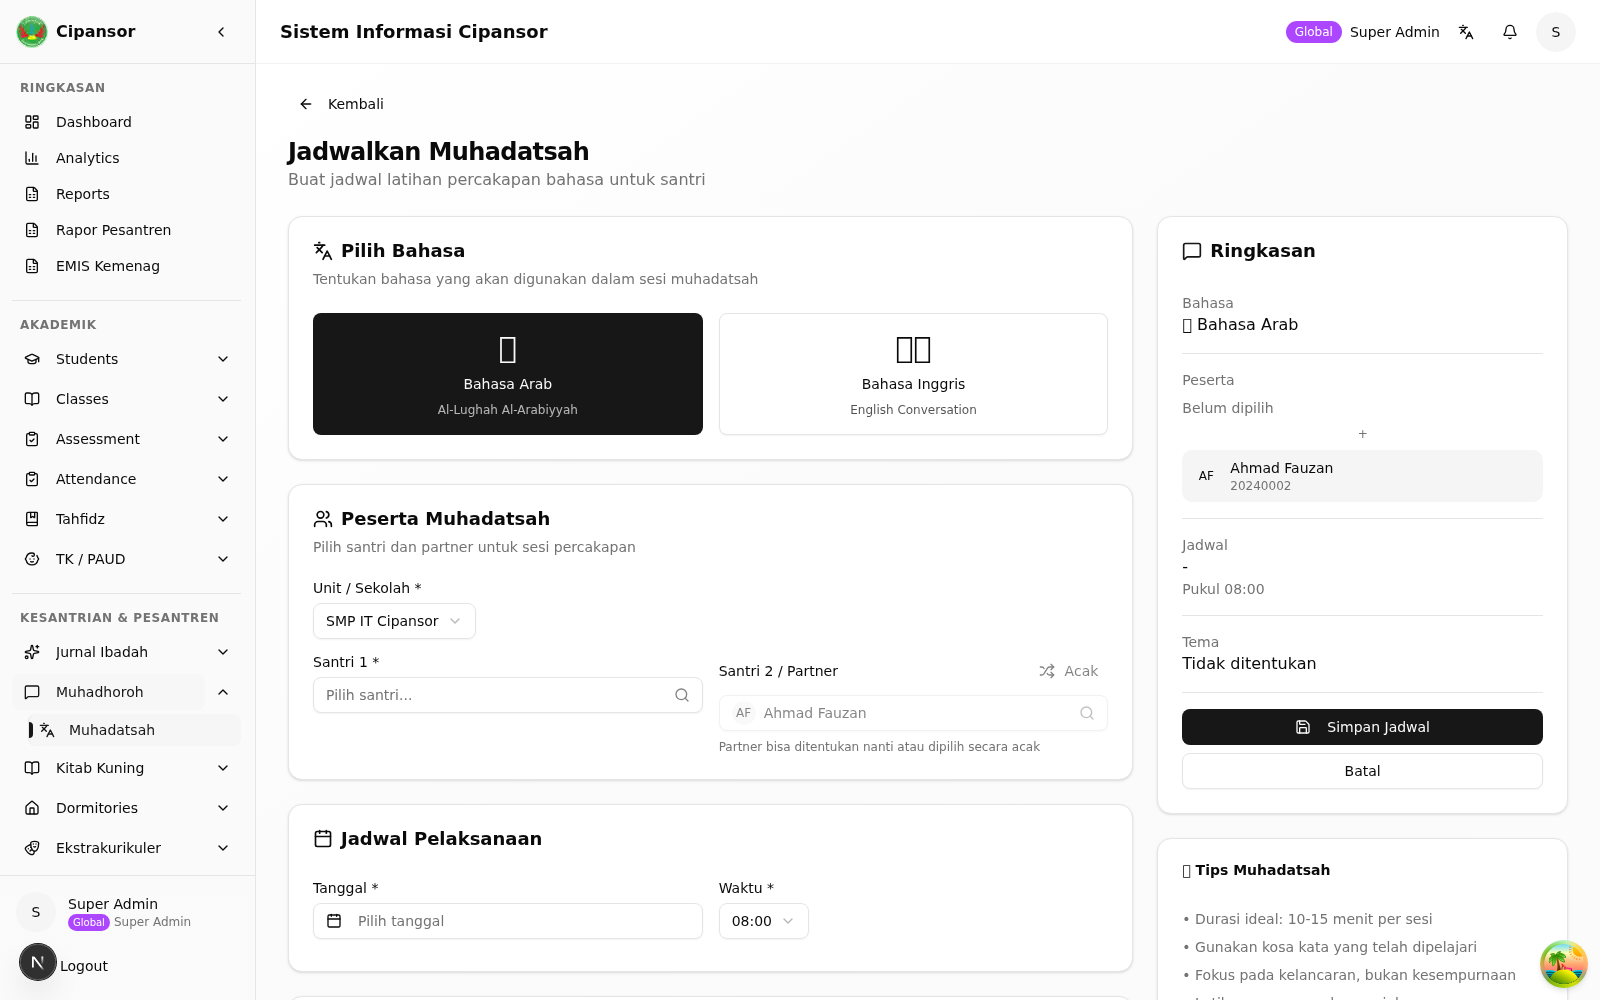 Cipansor
Sistem Informasi Cipansor
Global Super Admin
S
RINGKASAN
Dashboard
Analytics
Reports
Rapor Pesantren
EMIS Kemenag
AKADEMIK
Students
Classes
Assessment
Attendance
Tahfidz
TK / PAUD
KESANTRIAN & PESANTREN
Jurnal Ibadah
Muhadhoroh
Muhadatsah
Kitab Kuning
Dormitories
Ekstrakurikuler
S
Super Admin
Global Super Admin
N
Logout
Kembali
Jadwalkan Muhadatsah
Buat jadwal latihan percakapan bahasa untuk santri
Pilih Bahasa
Tentukan bahasa yang akan digunakan dalam sesi muhadatsah
Bahasa Arab
Al-Lughah Al-Arabiyyah
Bahasa Inggris
English Conversation
Peserta Muhadatsah
Pilih santri dan partner untuk sesi percakapan
Unit / Sekolah *
SMP IT Cipansor
Santri 1 *
Pilih santri...
Santri 2 / Partner
Acak
AF Ahmad Fauzan
Partner bisa ditentukan nanti atau dipilih secara acak
Jadwal Pelaksanaan
Tanggal *
Pilih tanggal
Waktu *
08:00
Ringkasan
Bahasa
Bahasa Arab
Peserta
Belum dipilih
+
AF
Ahmad Fauzan
20240002
Jadwal
-
Pukul 08:00
Tema
Tidak ditentukan
Simpan Jadwal
Batal
Tips Muhadatsah
• Durasi ideal: 10-15 menit per sesi
• Gunakan kosa kata yang telah dipelajari
• Fokus pada kelancaran, bukan kesempurnaan